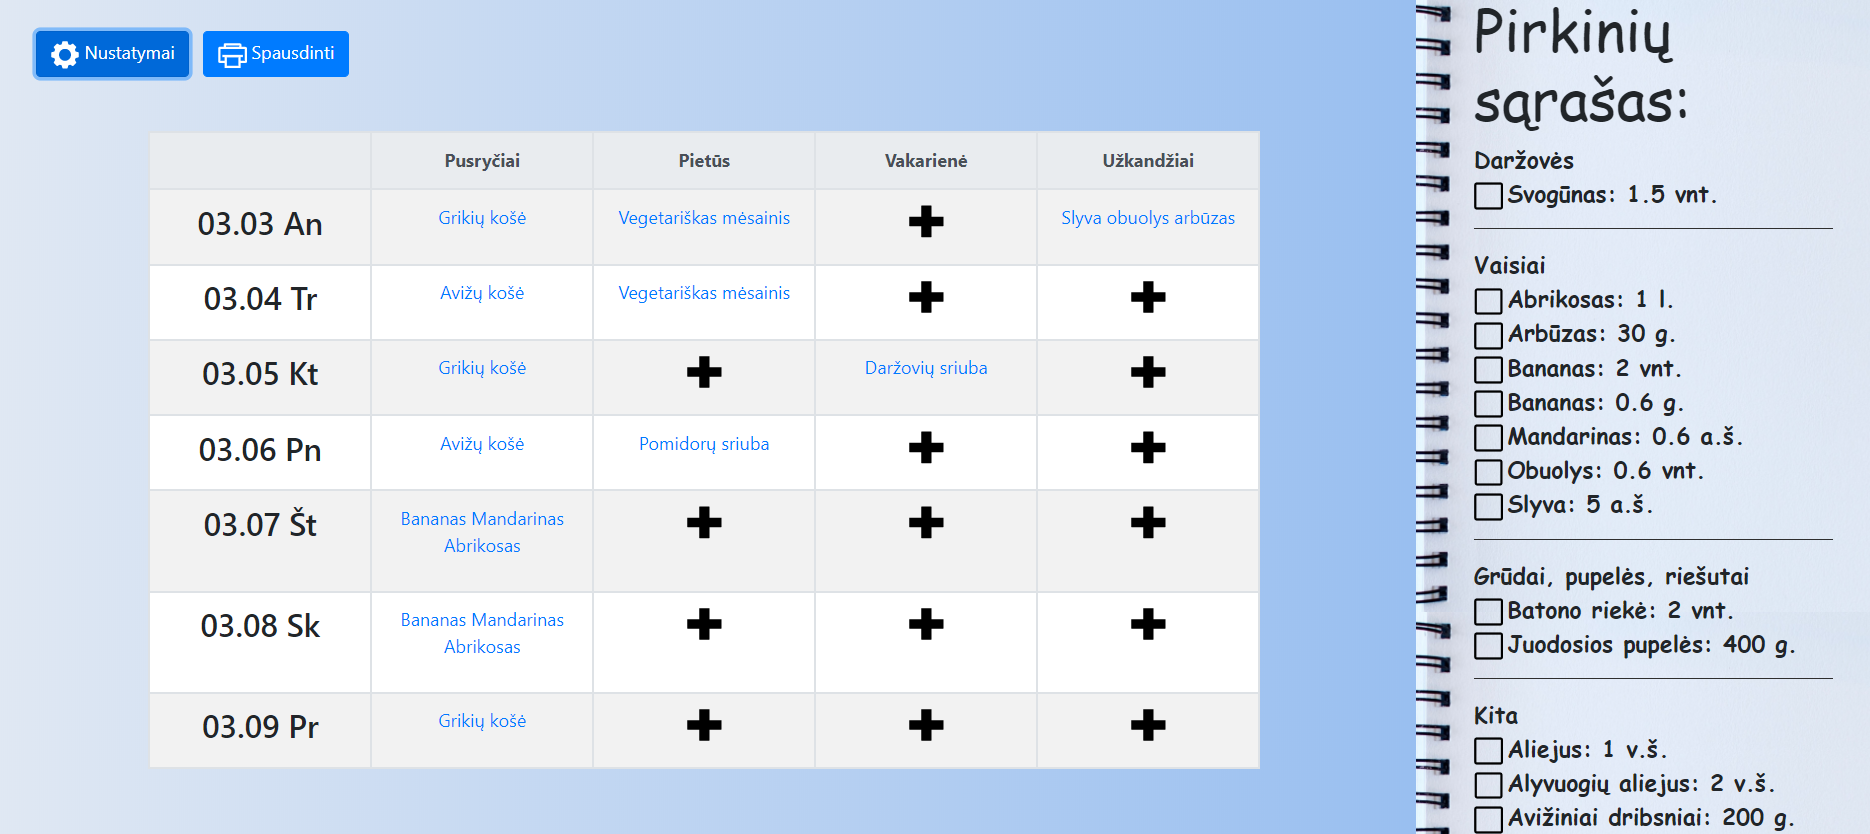 Nustatymai
Spausdinti
Pusryčiai Pietūs Vakarienė Užkandžiai
03.03 An Grikių košė Vegetariškas mėsainis Slyva obuolys arbūzas
03.04 Tr Avižų košė Vegetariškas mėsainis
03.05 Kt Grikių košė Daržovių sriuba
03.06 Pn Avižų košė Pomidorų sriuba
03.07 Št Bananas Mandarinas
Abrikosas
03.08 Sk Bananas Mandarinas
Abrikosas
03.09 Pr Grikių košė
Pirkinių
sąrašas:
Daržovės
Svogūnas: 1.5 vnt.
Vaisiai
Abrikosas: 1 l.
Arbūzas: 30 g.
Bananas: 2 vnt.
Bananas: 0.6 g.
Mandarinas: 0.6 a.š.
Obuolys: 0.6 vnt.
Slyva: 5 a.š.
Grūdai, pupelės, riešutai
Batono riekė: 2 vnt.
Juodosios pupelės: 400 g.
Kita
Aliejus: 1 v.š.
Alyvuogių aliejus: 2 v.š.
Avižiniai dribsniai: 200 g.